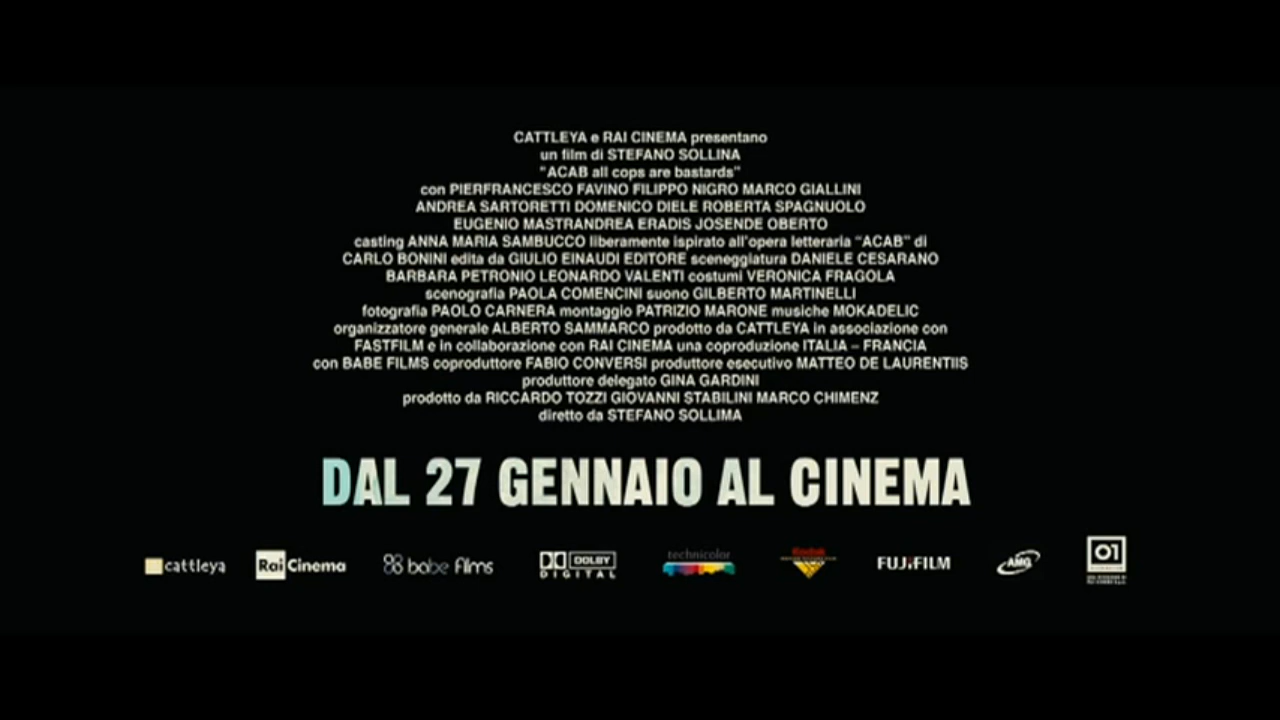 CATTLEYA e RAI CINEMA presentano
un film di STEFANO SOLLINA
"ACAB all cops are bastards"
con PIERFRANCESCO FAVINO FILIPPO NIGRO MARCO GIALLINI
ANDREA SARTORETTI DOMENICO DIELE ROBERTA SPAGNUOLO
EUGENIO MASTRANDREA ERADIS JOSENDE OBERTO
casting ANNA MARIA SAMBUCCO liberamente ispirato all'opera letteraria "ACAB" di
CARLO BONINI edita da GIULIO EINAUDI EDITORE sceneggiatura DANIELE CESARANO
BARBARA PETRONIO LEONARDO VALENTI costumi VERONICA FRAGOLA
scenografia PAOLA COMENCINI suono GILBERTO MARTINELLI
fotografia PAOLO CARNERA montaggio PATRIZIO MARONE musiche MOKADELIC
organizzatore generale ALBERTO SAMMARCO prodotto da CATTLEYA in associazione con
FASTFILM e in collaborazione con RAI CINEMA una coproduzione ITALIA – FRANCIA
con BABE FILMS coproduttore FABIO CONVERSI produttore esecutivo MATTEO DE LAURENTIIS
produttore delegato GINA GARDINI
prodotto da RICCARDO TOZZI GIOVANNI STABILINI MARCO CHIMENZ
diretto da STEFANO SOLLIMA
DAL 27 GENNAIO AL CINEMA
cattleya Rai Cinema babe films DOLBY DIGITAL technicolor Kodak FUJIFILM AMG 01